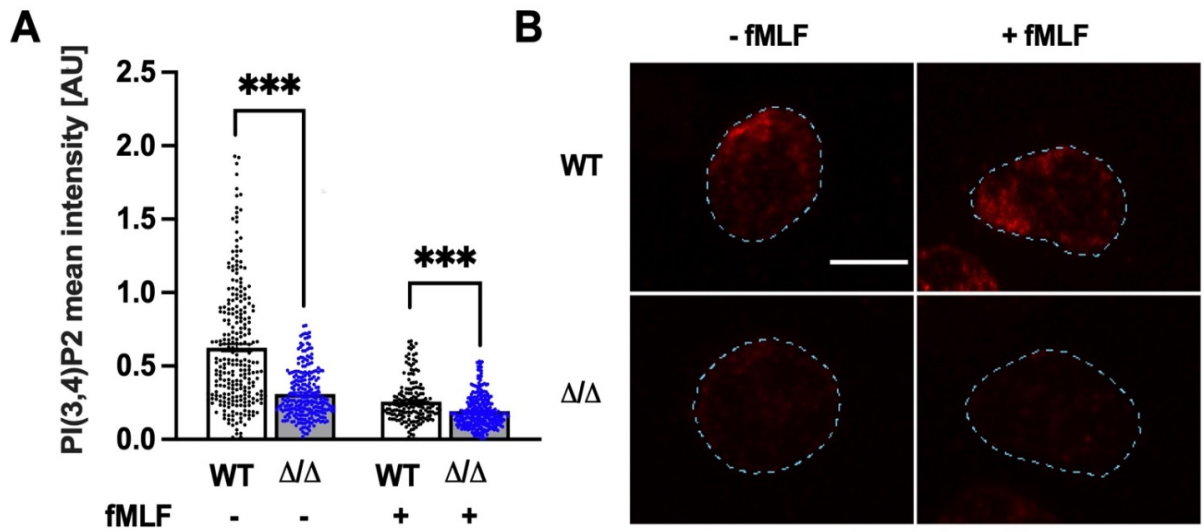 A
PI(3,4)P2 mean intensity [AU]
2.5
2.0
1.5
1.0
0.5
0.0
***
***
WT Δ/Δ WT Δ/Δ
fMLF - - + +
B
- fMLF + fMLF
WT
Δ/Δ